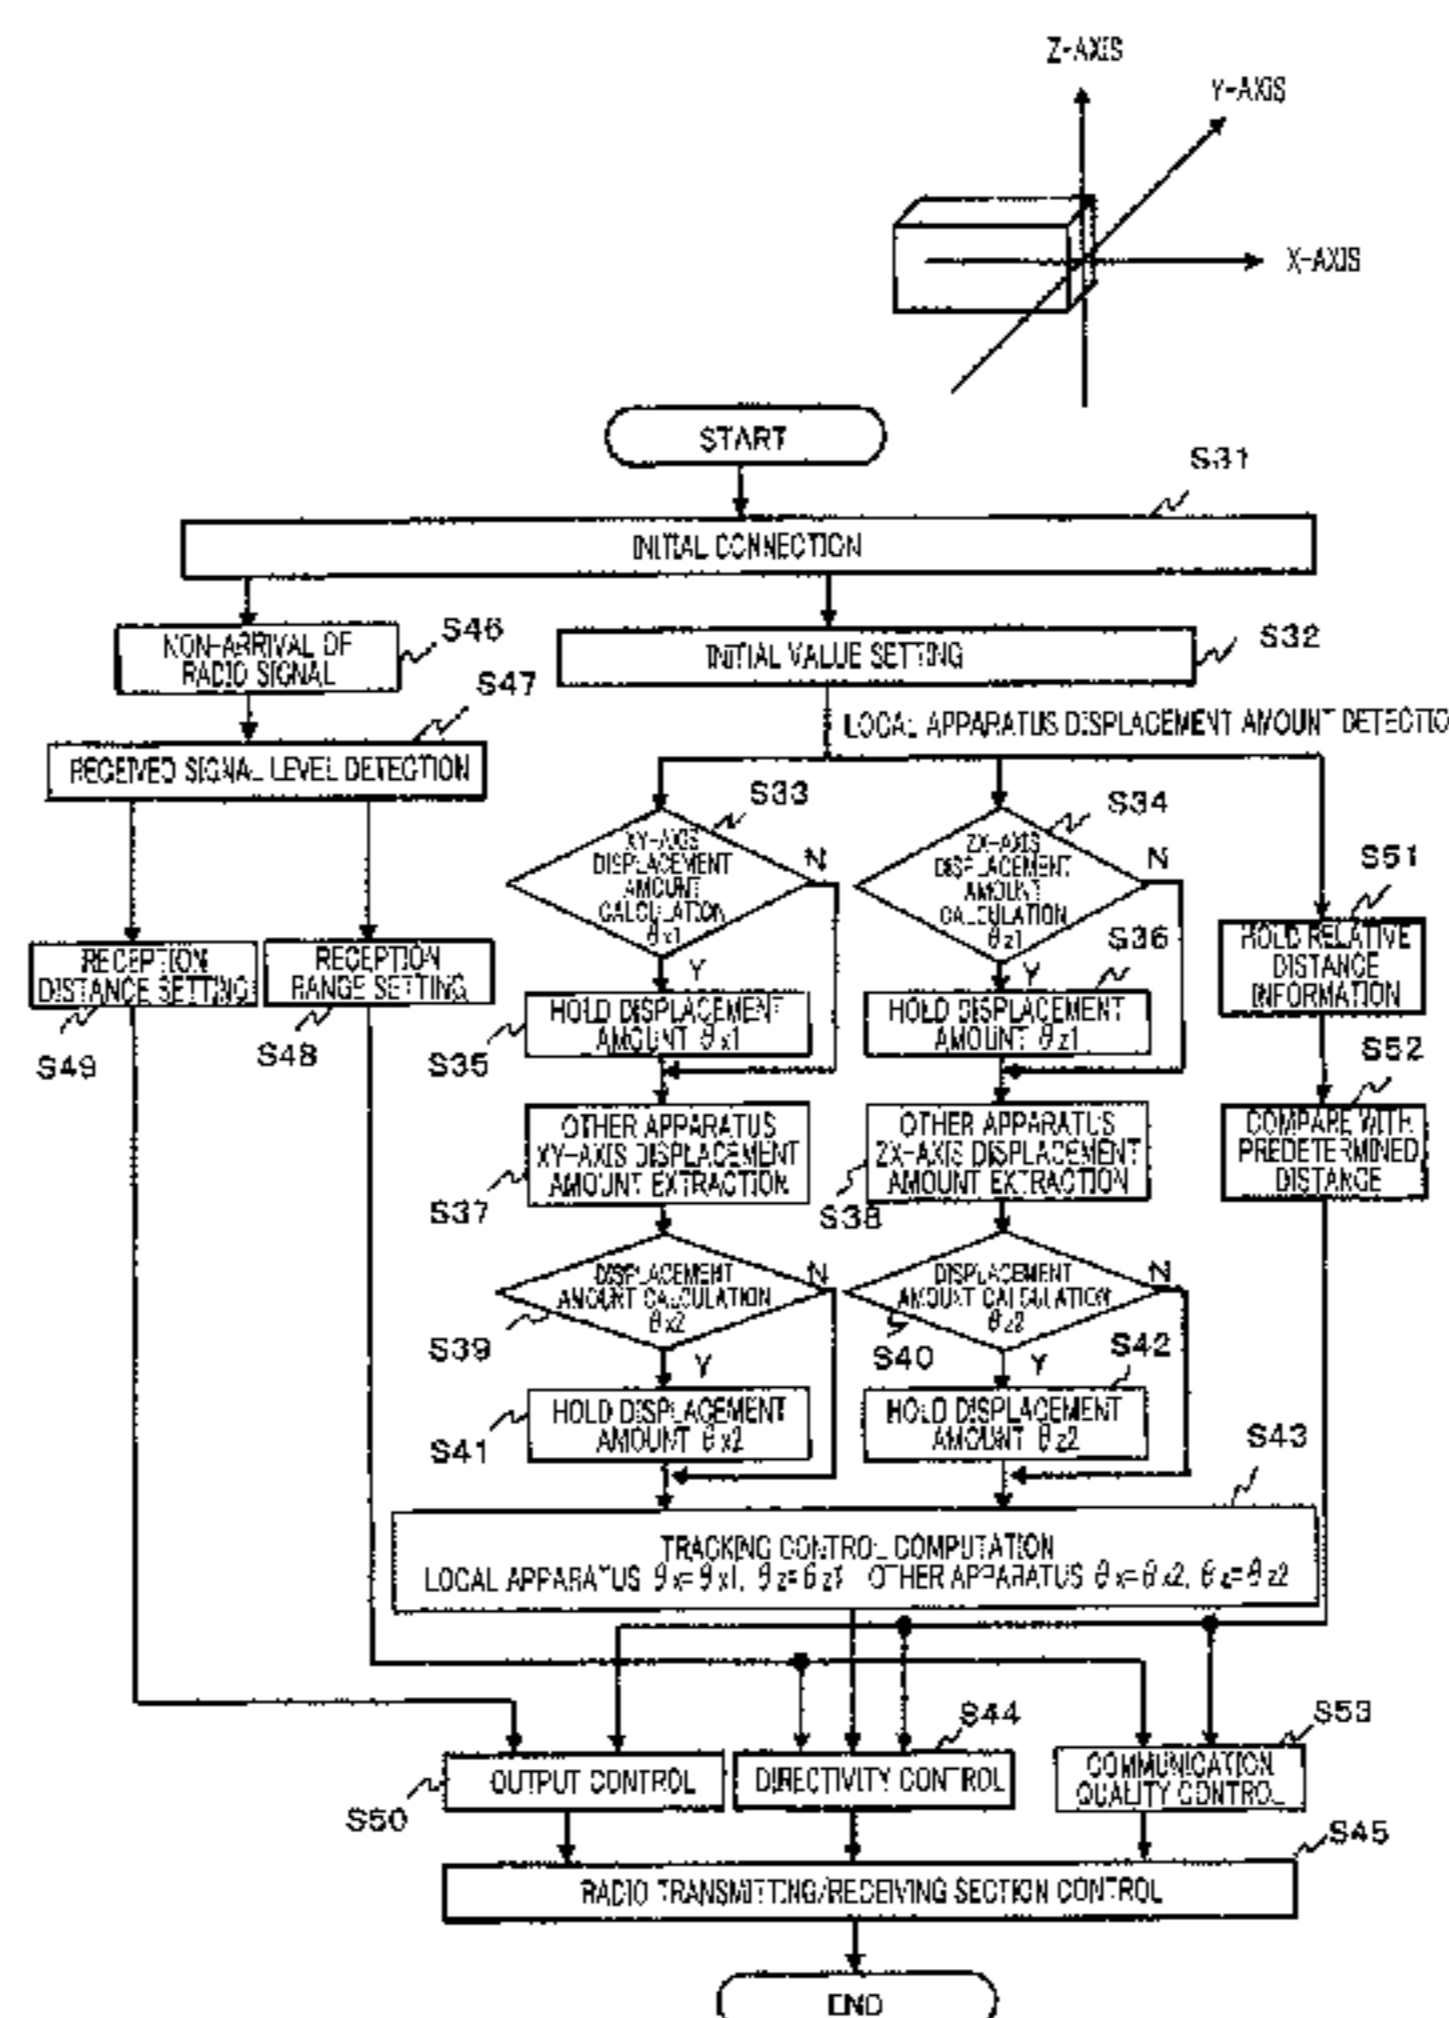 Z-AXIS
Y-AXIS
X-AXIS
START
S31
INITIAL CONNECTION
NON-ARRIVAL OF
RADIO SIGNAL
S46
INITIAL VALUE SETTING
S32
S47
RECEIVED SIGNAL LEVEL DETECTION
LOCAL APPARATUS DISPLACEMENT AMOUNT DETECTIO
S33
XY-AXIS
DISPLACEMENT
AMOUNT
CALCULATION
θx1
N
Y
S34
ZX-AXIS
DISPLACEMENT
AMOUNT
CALCULATION
θz1
N
Y
S51
HOLD RELATIVE
DISTANCE
INFORMATION
RECEPTION
DISTANCE SETTING
S49
RECEPTION
RANGE SETTING
S48
HOLD DISPLACEMENT
AMOUNT θx1
S35
S36
HOLD DISPLACEMENT
AMOUNT θz1
S52
COMPARE WITH
PREDETERMINED
DISTANCE
OTHER APPARATUS
XY-AXIS DISPLACEMENT
AMOUNT EXTRACTION
S37
OTHER APPARATUS
ZX-AXIS DISPLACEMENT
AMOUNT EXTRACTION
S38
DISPLACEMENT
AMOUNT CALCULATION
θx2
N
S39
Y
DISPLACEMENT
AMOUNT CALCULATION
θz2
N
S40
Y
HOLD DISPLACEMENT
AMOUNT θx2
S41
S42
HOLD DISPLACEMENT
AMOUNT θz2
S43
TRACKING CONTROL COMPUTATION
LOCAL APPARATUS θx=θx1, θz=θz1 OTHER APPARATUS θx=θx2, θz=θz2
OUTPUT CONTROL
S50
S44
DIRECTIVITY CONTROL
S53
COMMUNICATION
QUALITY CONTROL
S45
RADIO TRANSMITTING/RECEIVING SECTION CONTROL
END